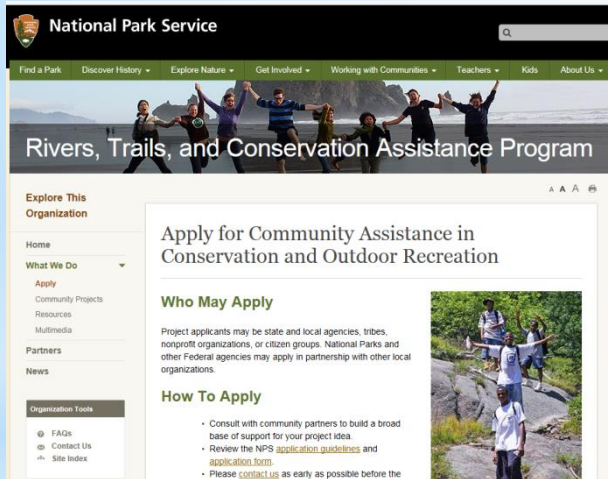 National Park Service
Find a Park Discover History Explore Nature Get Involved Working with Communities Teachers Kids About Us
Rivers, Trails, and Conservation Assistance Program
A A A
Explore This
Organization
Home
What We Do
Apply
Community Projects
Resources
Multimedia
Partners
News
Organization Tools
FAQs
Contact Us
Site Index
Apply for Community Assistance in
Conservation and Outdoor Recreation
Who May Apply
Project applicants may be state and local agencies, tribes,
nonprofit organizations, or citizen groups. National Parks and
other Federal agencies may apply in partnership with other local
organizations.
How To Apply
• Consult with community partners to build a broad
base of support for your project idea.
• Review the NPS application guidelines and
application form.
• Please contact us as early as possible before the